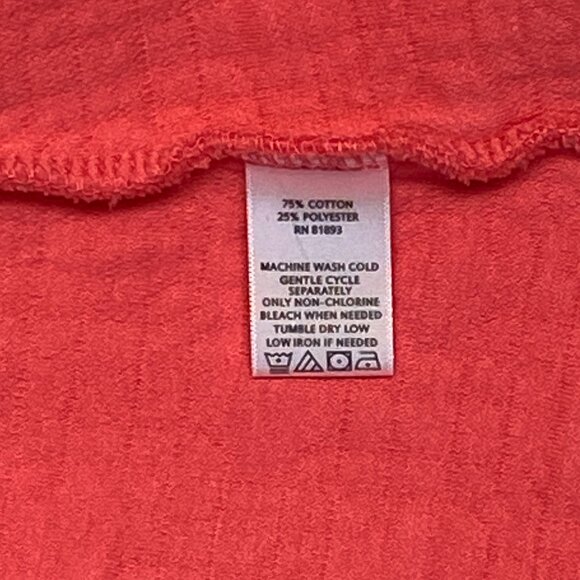 75% COTTON
25% POLYESTER
RN 81893
MACHINE WASH COLD
GENTLE CYCLE
SEPARATELY
ONLY NON-CHLORINE
BLEACH WHEN NEEDED
TUMBLE DRY LOW
LOW IRON IF NEEDED